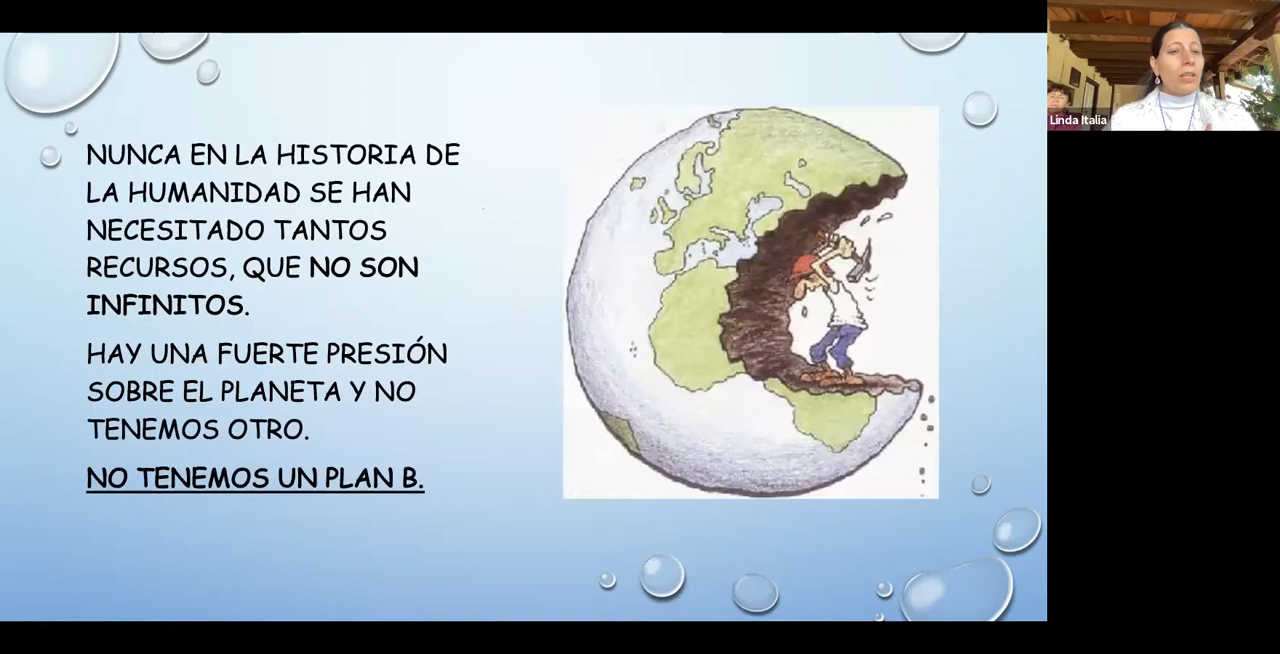 NUNCA EN LA HISTORIA DE
LA HUMANIDAD SE HAN
NECESITADO TANTOS
RECURSOS, QUE NO SON
INFINITOS.
HAY UNA FUERTE PRESIÓN
SOBRE EL PLANETA Y NO
TENEMOS OTRO.
NO TENEMOS UN PLAN B.
Linda Italia